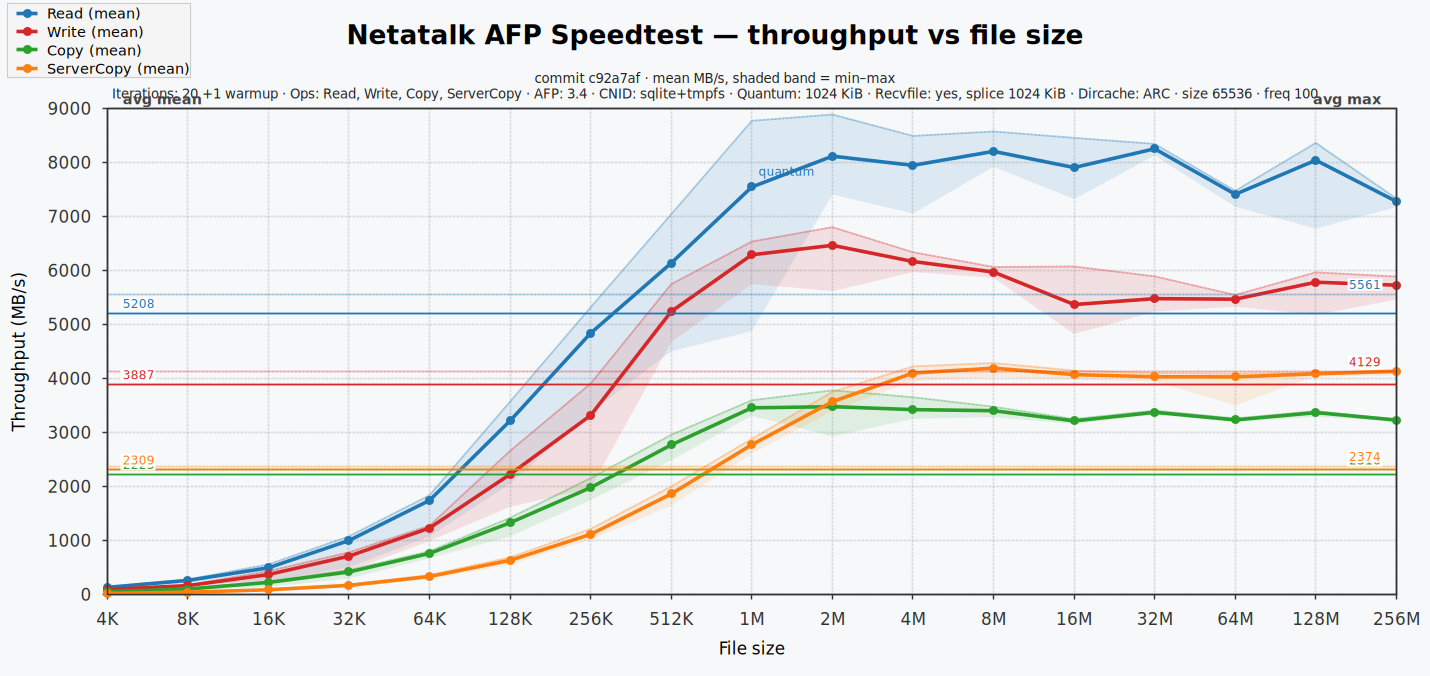 Read (mean)
Write (mean)
Copy (mean)
ServerCopy (mean)
Netatalk AFP Speedtest — throughput vs file size
commit c92a7af · mean MB/s, shaded band = min–max
Iterations: 20 +1 warmup · Ops: Read, Write, Copy, ServerCopy · AFP: 3.4 · CNID: sqlite+tmpfs · Quantum: 1024 KiB · Recvfile: yes, splice 1024 KiB · Dircache: ARC · size 65536 · freq 100
avg mean
avg max
9000
8000
7000
6000
5000
4000
3000
2000
1000
0
Throughput (MB/s)
quantum
5208
5561
3887
4129
2309
2374
4K
8K
16K
32K
64K
128K
256K
512K
1M
2M
4M
8M
16M
32M
64M
128M
256M
File size